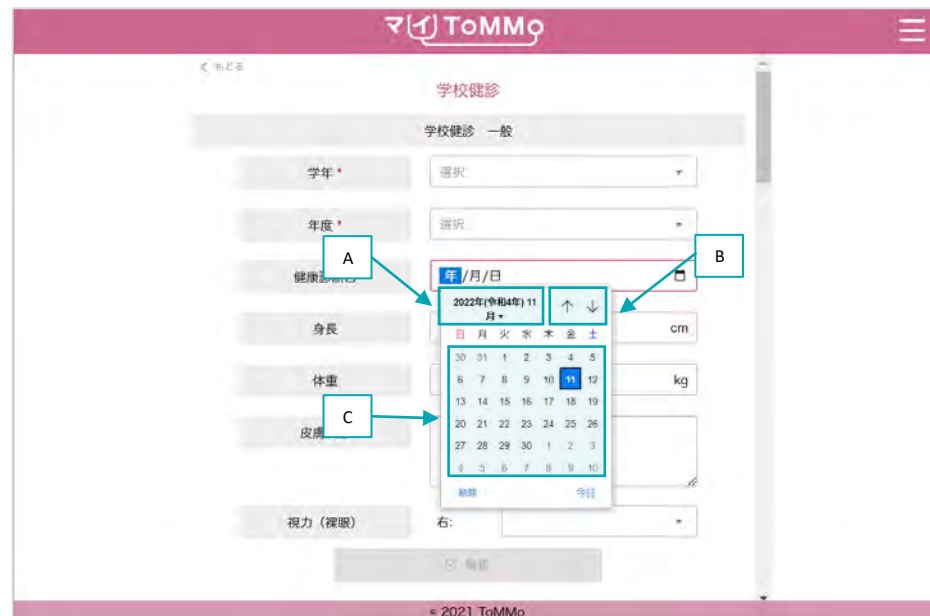 マイToMMo
もどる
学校健診
学校健診 一般
学年*
選択
年度*
選択
A
B
年/月/日
2022年(令和4年) 11
月
↑ ↓
身長
cm
日 月 火 水 木 金 土
30 31 1 2 3 4 5
体重
6 7 8 9 10 11 12
kg
13 14 15 16 17 18 19
C
20 21 22 23 24 25 26
皮膚
27 28 29 30 1 2 3
4 5 6 7 8 9 10
削除 今日
視力(裸眼)
右:
© 2021 ToMMo